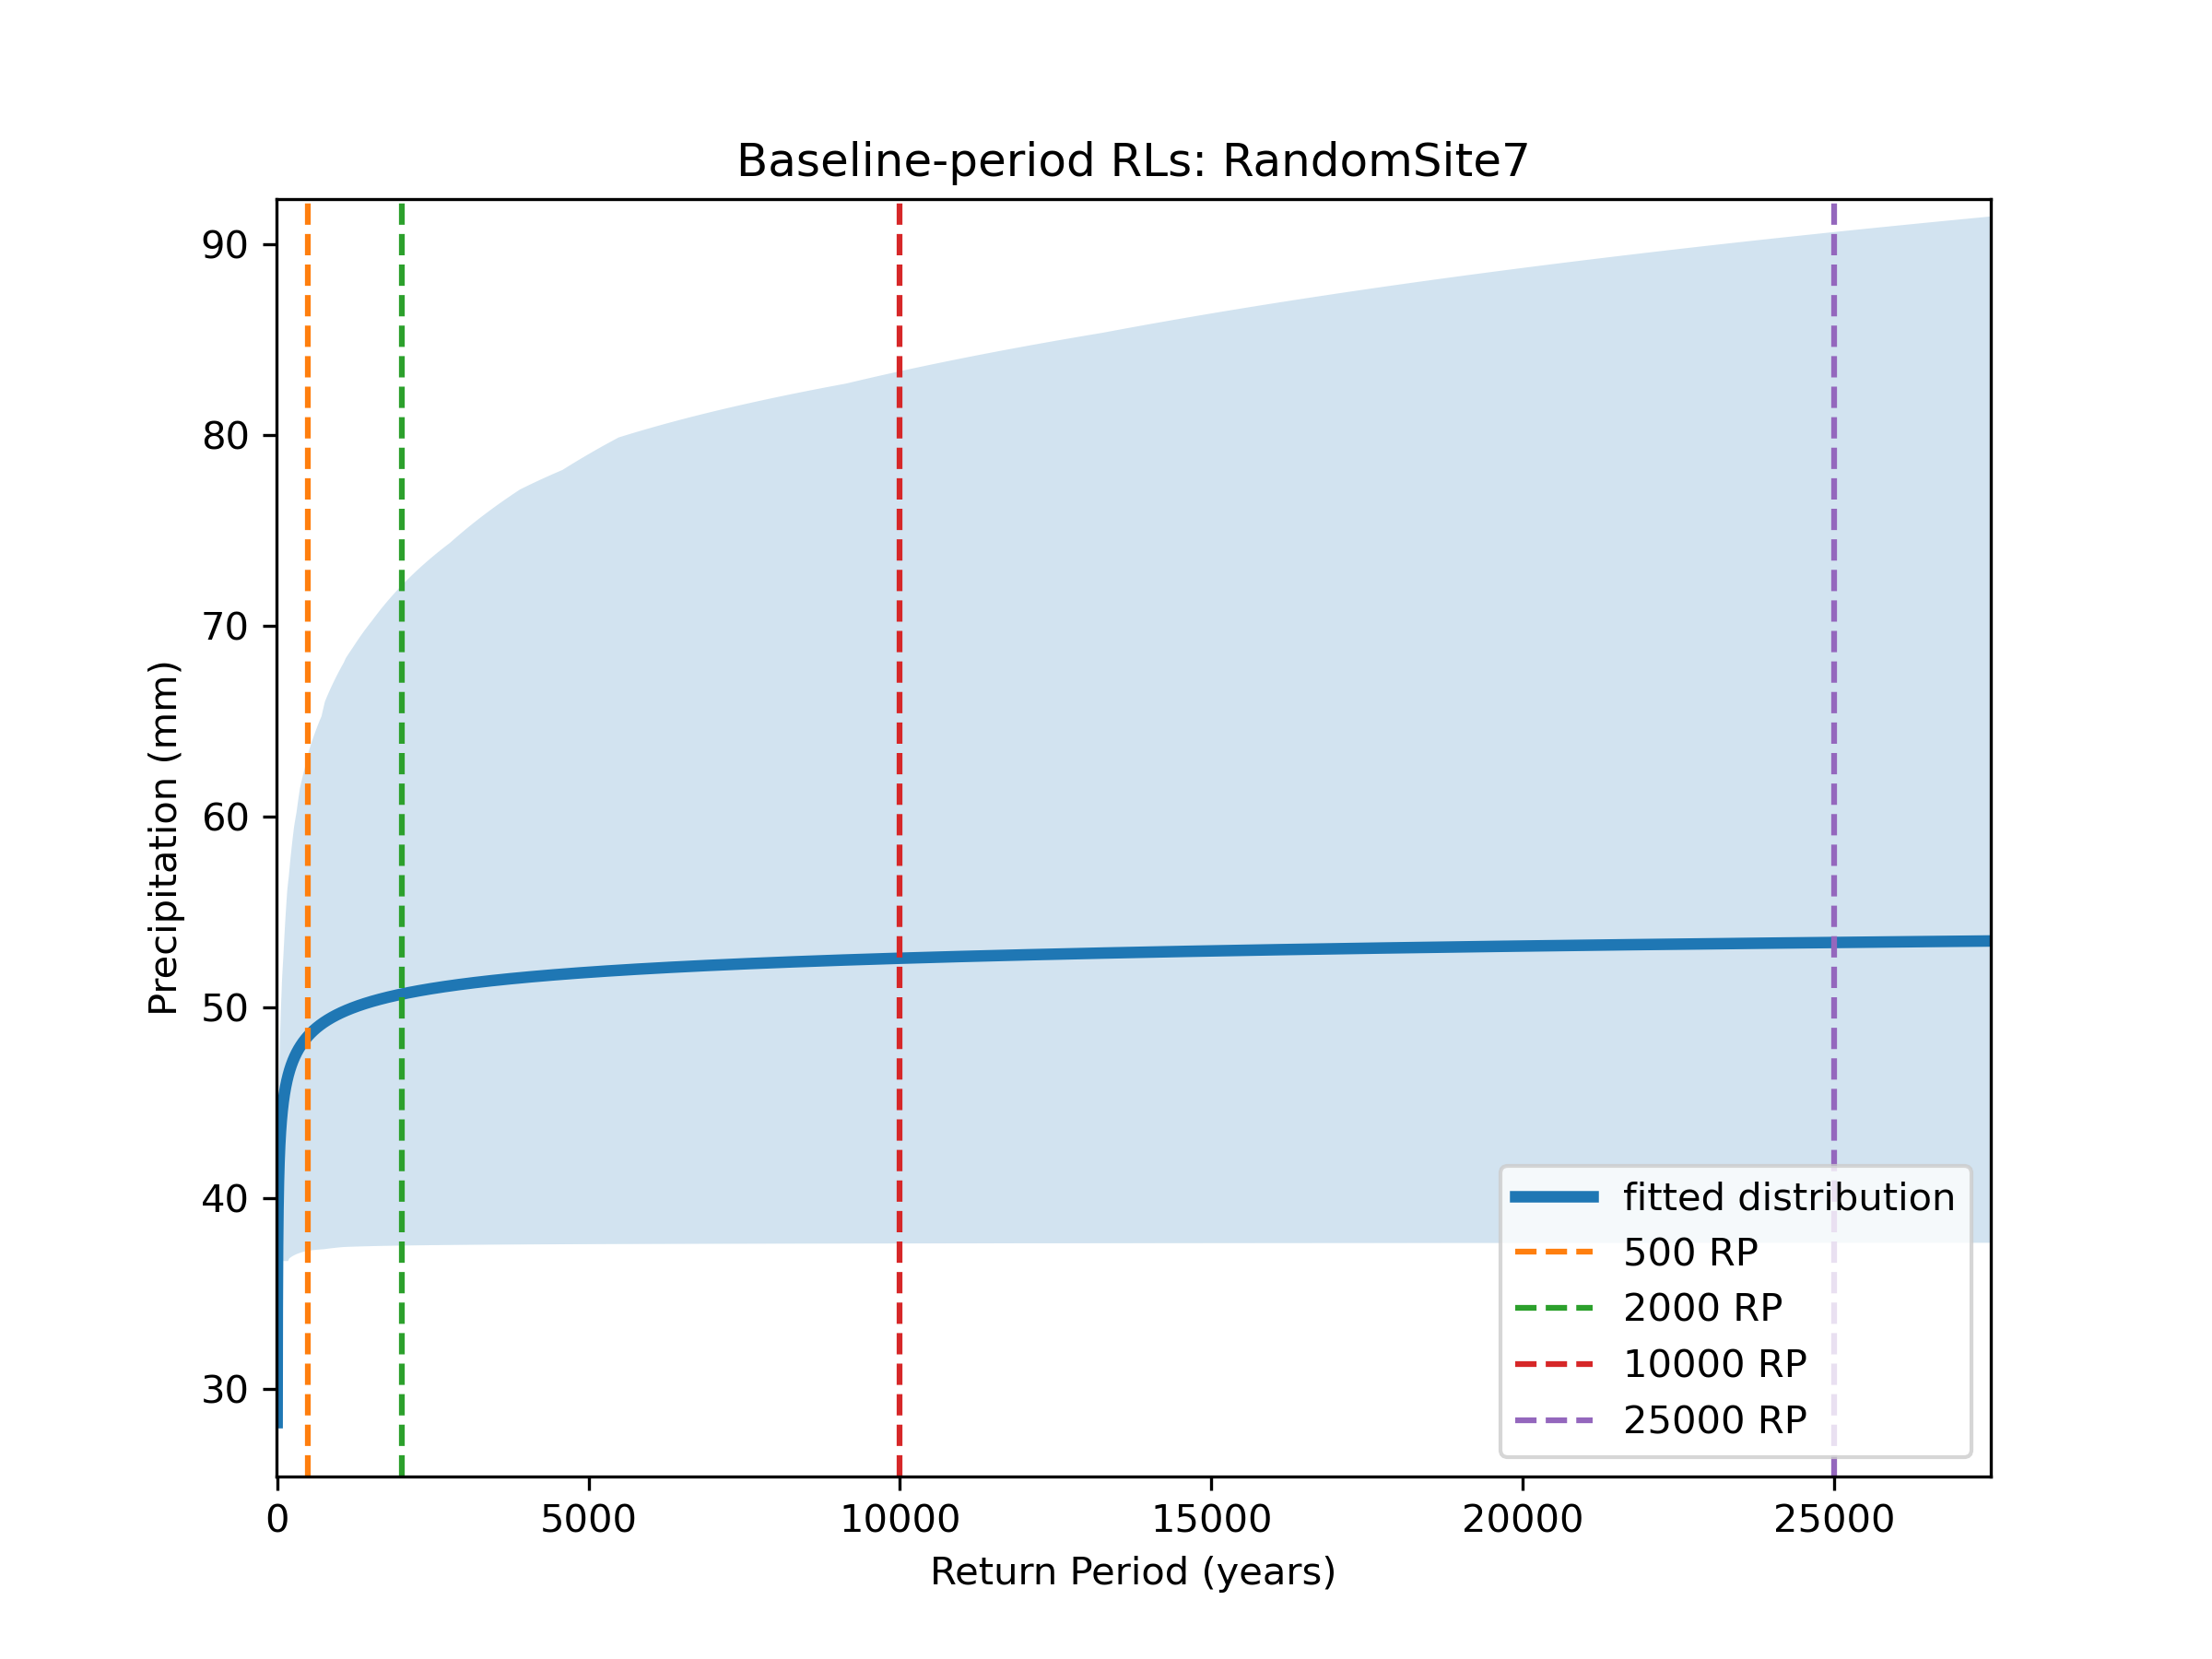 Baseline-period RLs: RandomSite7
90
80
70
60
50
40
30
Precipitation (mm)
fitted distribution
500 RP
2000 RP
10000 RP
25000 RP
0 5000 10000 15000 20000 25000
Return Period (years)